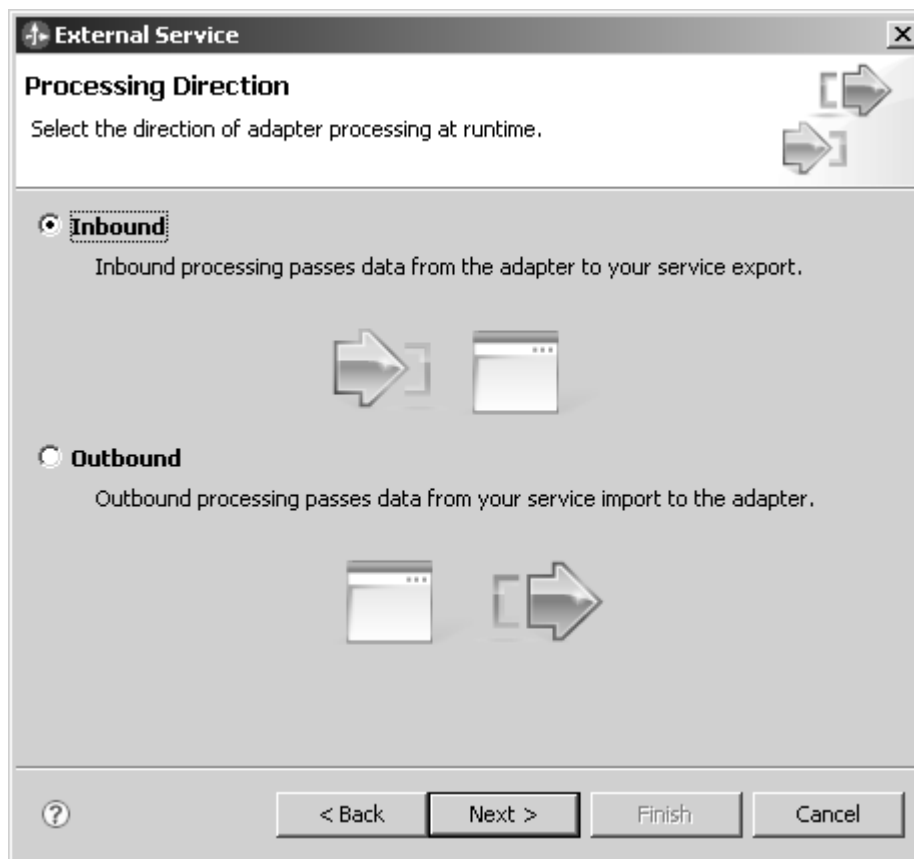 External Service
Processing Direction
Select the direction of adapter processing at runtime.
Inbound
Inbound processing passes data from the adapter to your service export.
Outbound
Outbound processing passes data from your service import to the adapter.
?
< Back Next > Finish Cancel